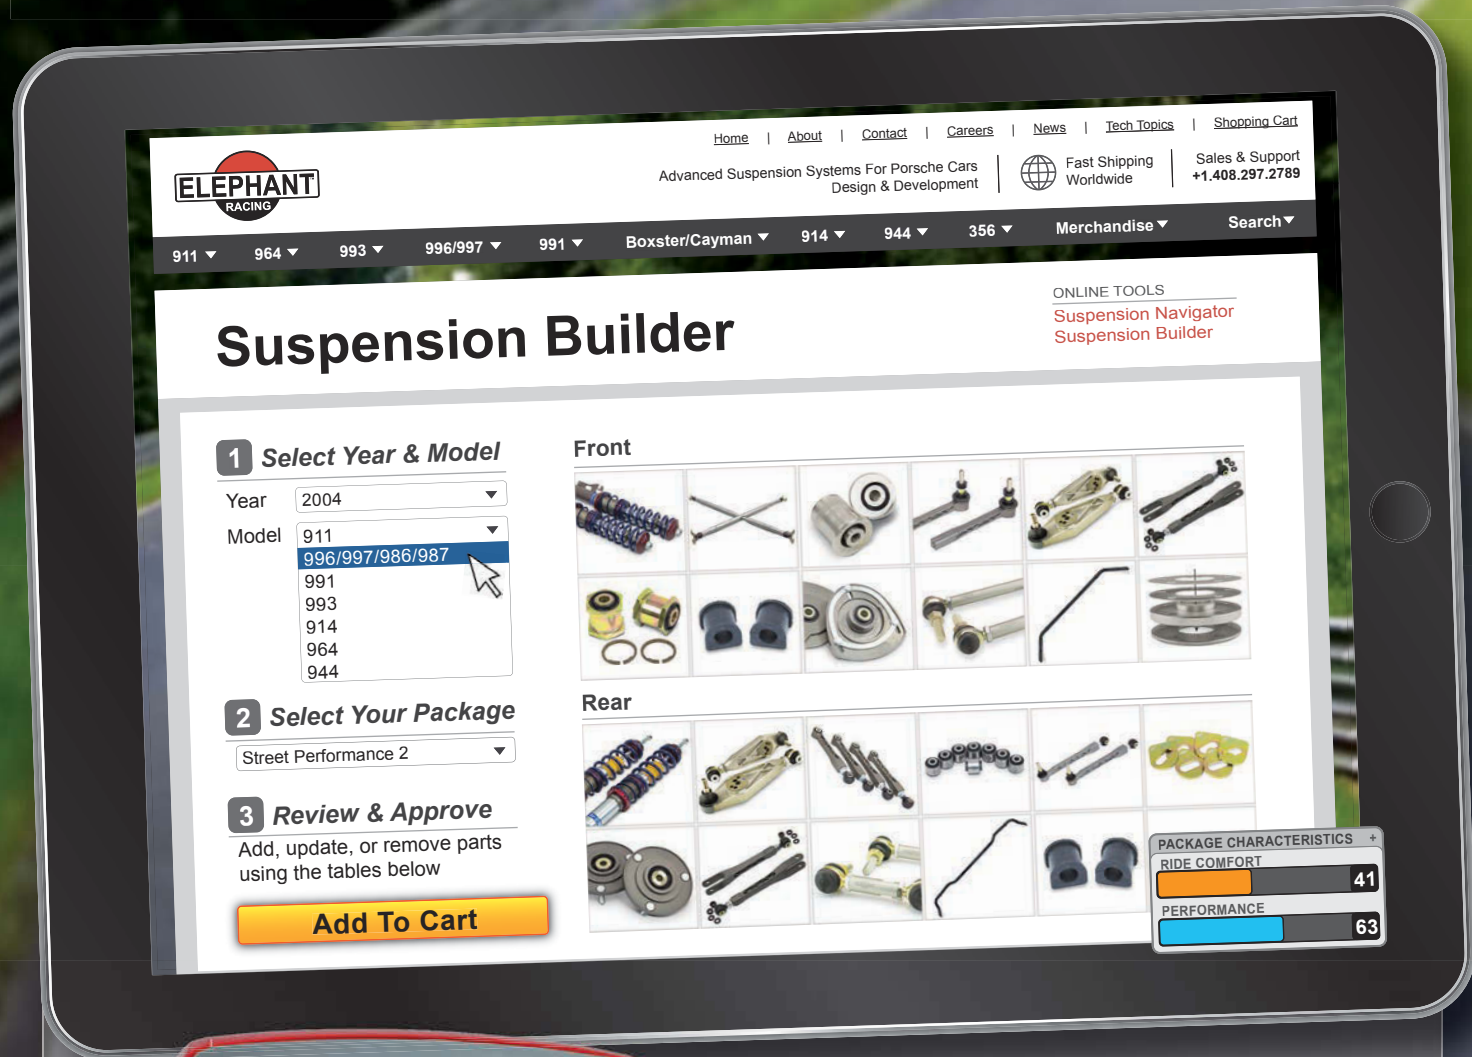 Home | About | Contact | Careers | News | Tech Topics | Shopping Cart
ELEPHANT
RACING
Advanced Suspension Systems For Porsche Cars
Design & Development
Fast Shipping
Worldwide
Sales & Support
+1.408.297.2789
911 964 993 996/997 991 Boxster/Cayman 914 944 356 Merchandise Search
Suspension Builder
ONLINE TOOLS
Suspension Navigator
Suspension Builder
1 Select Year & Model
Year 2004
Model 911
996/997/986/987
991
993
914
964
944
2 Select Your Package
Street Performance 2
3 Review & Approve
Add, update, or remove parts
using the tables below
Add To Cart
Front
Rear
PACKAGE CHARACTERISTICS +
RIDE COMFORT
41
PERFORMANCE
63